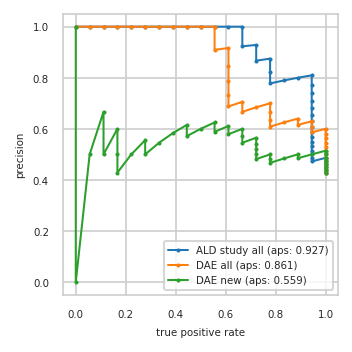 1.0
0.8
0.6
0.4
0.2
0.0
precision
ALD study all (aps: 0.927)
DAE all (aps: 0.861)
DAE new (aps: 0.559)
0.0 0.2 0.4 0.6 0.8 1.0
true positive rate